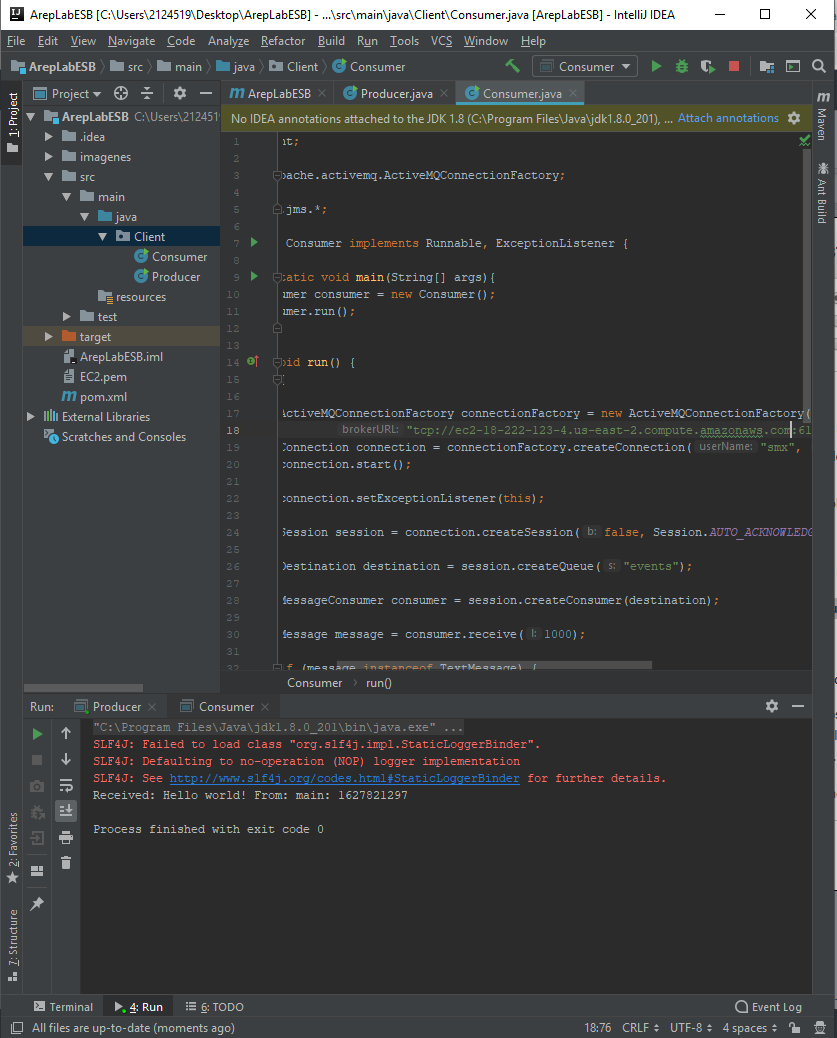 ArepLabESB [C:\Users\2124519\Desktop\ArepLabESB] - ...\src\main\java\Client\Consumer.java [ArepLabESB] - IntelliJ IDEA
File Edit View Navigate Code Analyze Refactor Build Run Tools VCS Window Help
ArepLabESB src main java Client Consumer Consumer
Project ArepLabESB Producer.java Consumer.java
1: Project
ArepLabESB C:\Users\2124519
.idea
imagenes
src
main
java
Client
Consumer
Producer
resources
test
target
ArepLabESB.iml
EC2.pem
pom.xml
External Libraries
Scratches and Consoles
No IDEA annotations attached to the JDK 1.8 (C:\Program Files\Java\jdk1.8.0_201), ... Attach annotations
Maven
Ant Build
1 nt;
2
3 pache.activemq.ActiveMQConnectionFactory;
4
5 .jms.*;
6
7 Consumer implements Runnable, ExceptionListener {
8
9 tatic void main(String[] args){
10 umer consumer = new Consumer();
11 umer.run();
12
13
14 oid run() {
15 {
16
17 ActiveMQConnectionFactory connectionFactory = new ActiveMQConnectionFactory(
18 brokerURL: "tcp://ec2-18-222-123-4.us-east-2.compute.amazonaws.com:61
19 Connection connection = connectionFactory.createConnection( userName: "smx",
20 connection.start();
21
22 connection.setExceptionListener(this);
23
24 Session session = connection.createSession( b: false, Session.AUTO_ACKNOWLEDG
25
26 Destination destination = session.createQueue( s: "events");
27
28 MessageConsumer consumer = session.createConsumer(destination);
29
30 Message message = consumer.receive( l: 1000);
31
32 f (message instanceof TextMessage) {
Consumer run()
Run: Producer Consumer
"C:\Program Files\Java\jdk1.8.0_201\bin\java.exe" ...
SLF4J: Failed to load class "org.slf4j.impl.StaticLoggerBinder".
SLF4J: Defaulting to no-operation (NOP) logger implementation
SLF4J: See http://www.slf4j.org/codes.html#StaticLoggerBinder for further details.
Received: Hello world! From: main: 1627821297
Process finished with exit code 0
2: Favorites
7: Structure
Terminal 4: Run 6: TODO Event Log
All files are up-to-date (moments ago) 18:76 CRLF UTF-8 4 spaces